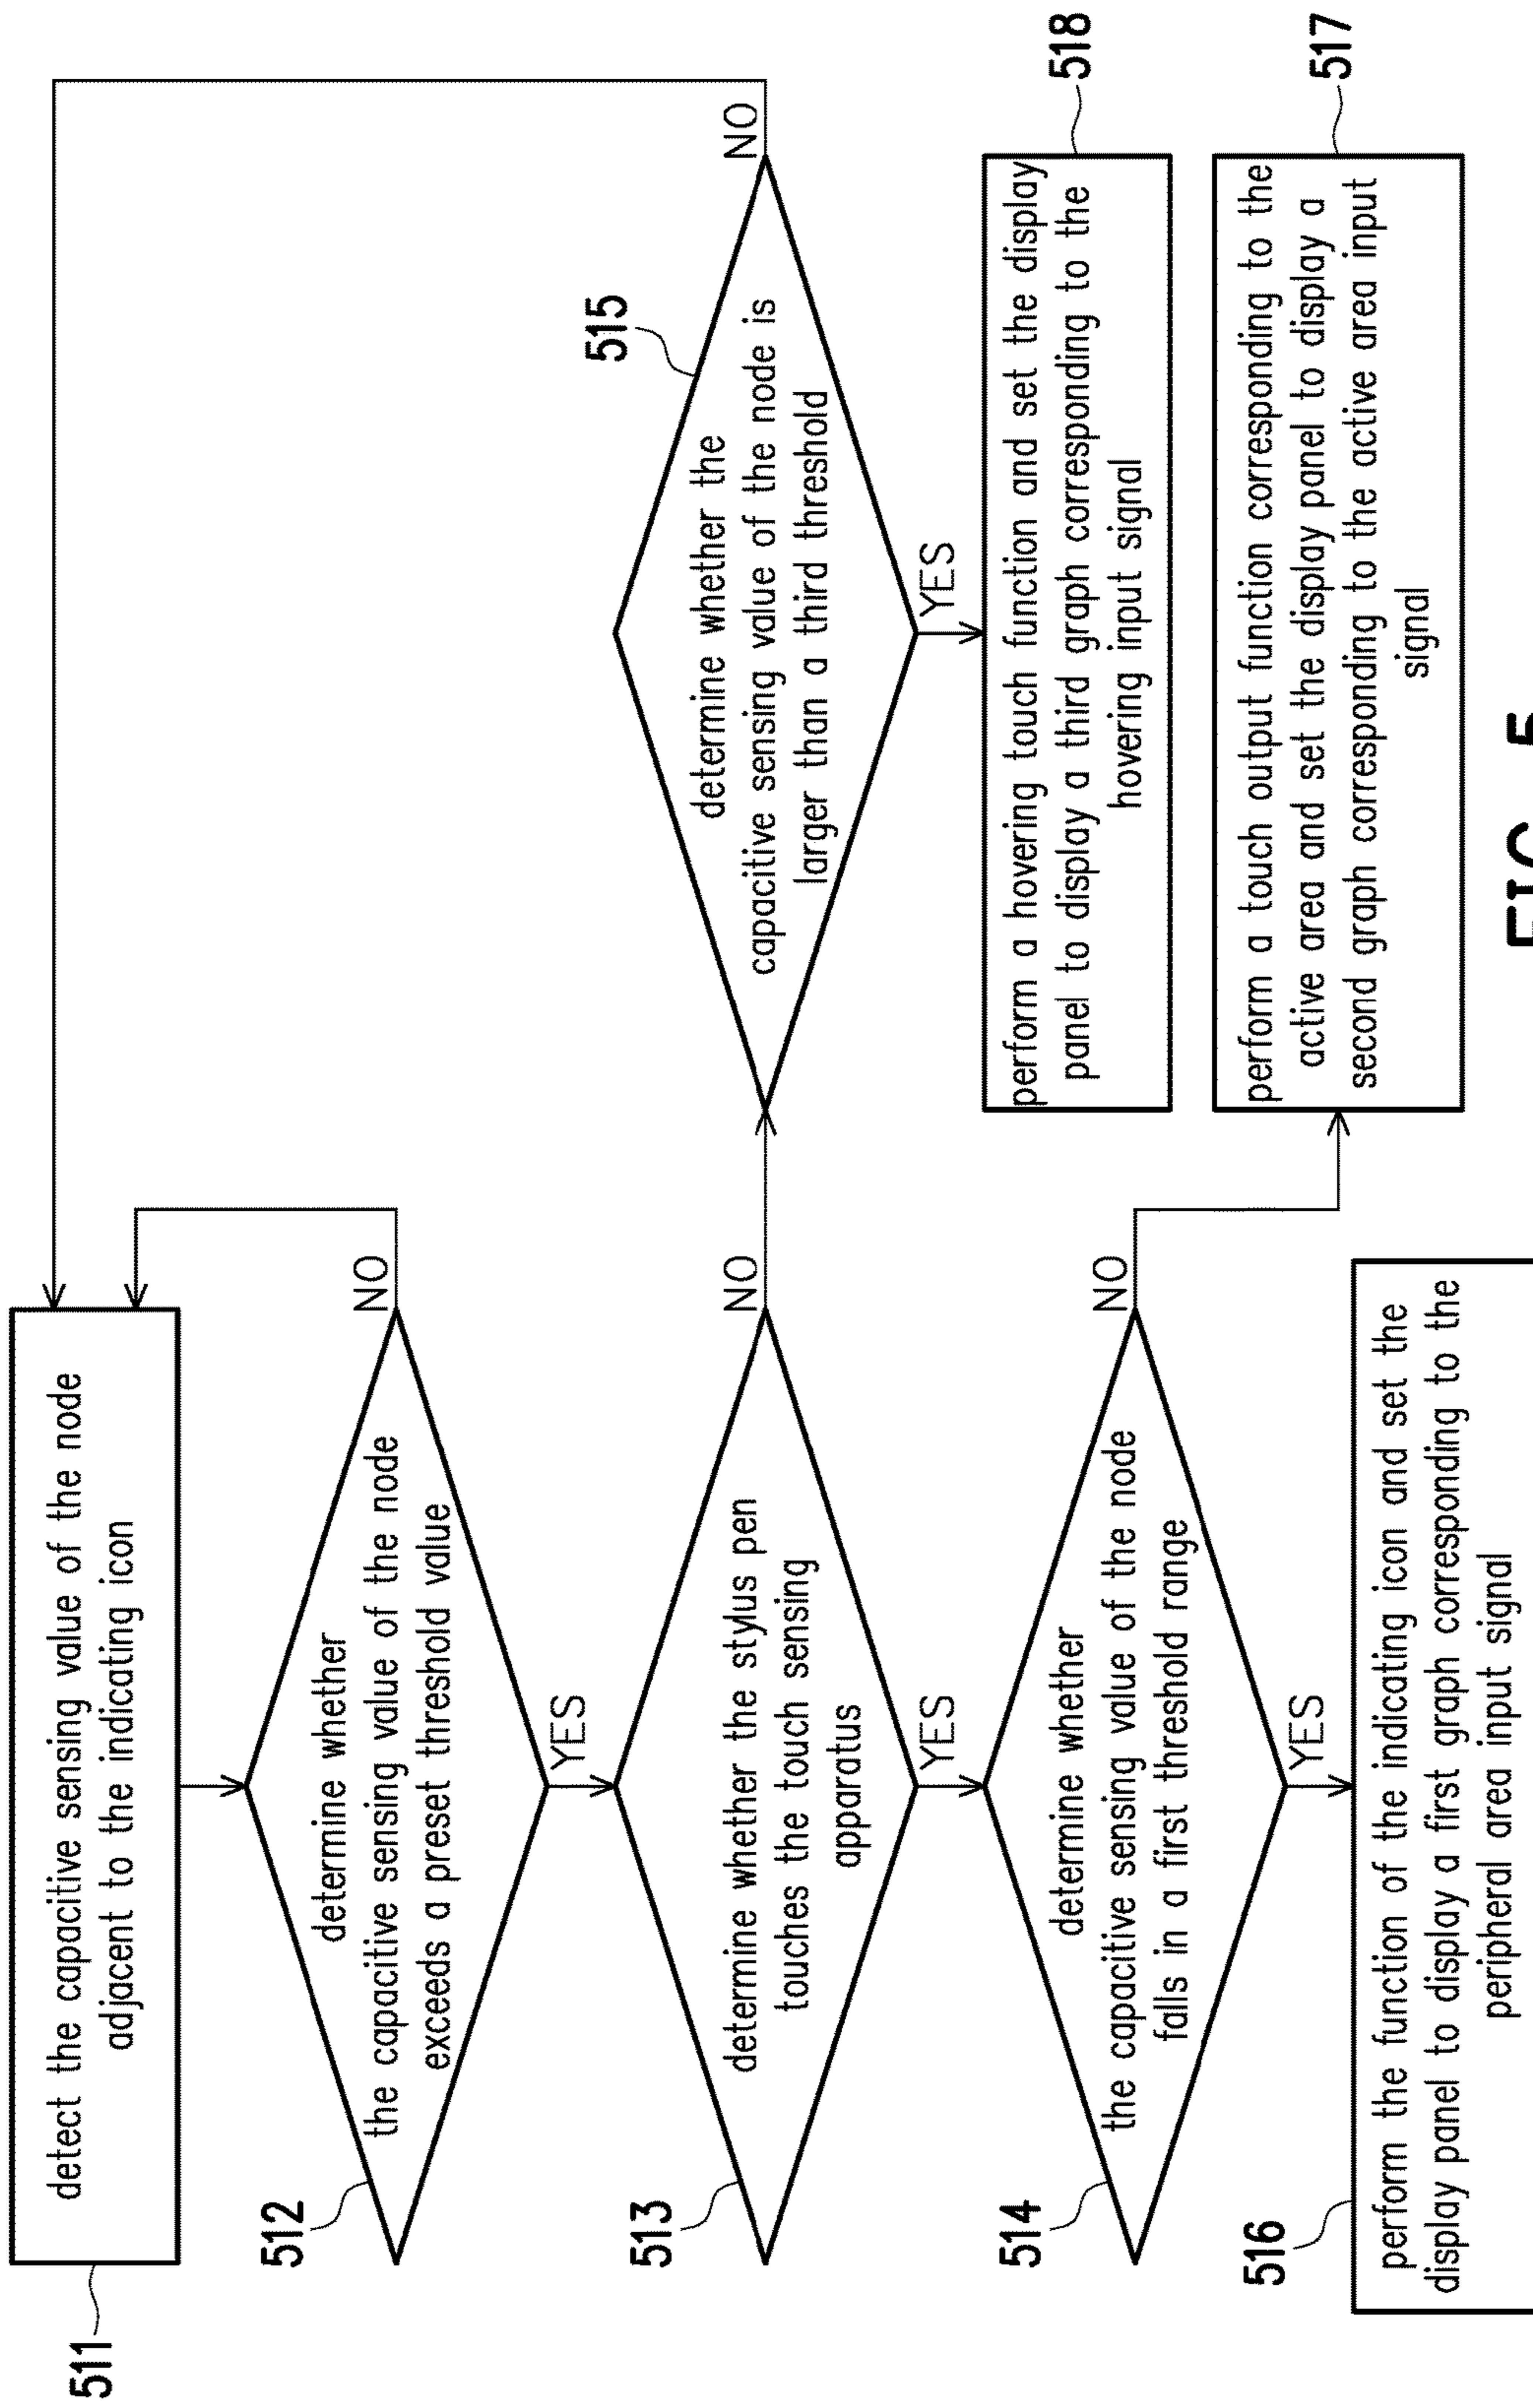 511
detect the capacitive sensing value of the node
adjacent to the indicating icon
512
determine whether
the capacitive sensing value of the node
exceeds a preset threshold value
NO
YES
513
determine whether the stylus pen
touches the touch sensing
apparatus
NO
YES
515
determine whether the
capacitive sensing value of the node is
larger than a third threshold
NO
YES
514
determine whether
the capacitive sensing value of the node
falls in a first threshold range
NO
YES
518
perform a hovering touch function and set the display
panel to display a third graph corresponding to the
hovering input signal
517
perform a touch output function corresponding to the
active area and set the display panel to display a
second graph corresponding to the active area input
signal
516
perform the function of the indicating icon and set the
display panel to display a first graph corresponding to the
peripheral area input signal
FIG. 5